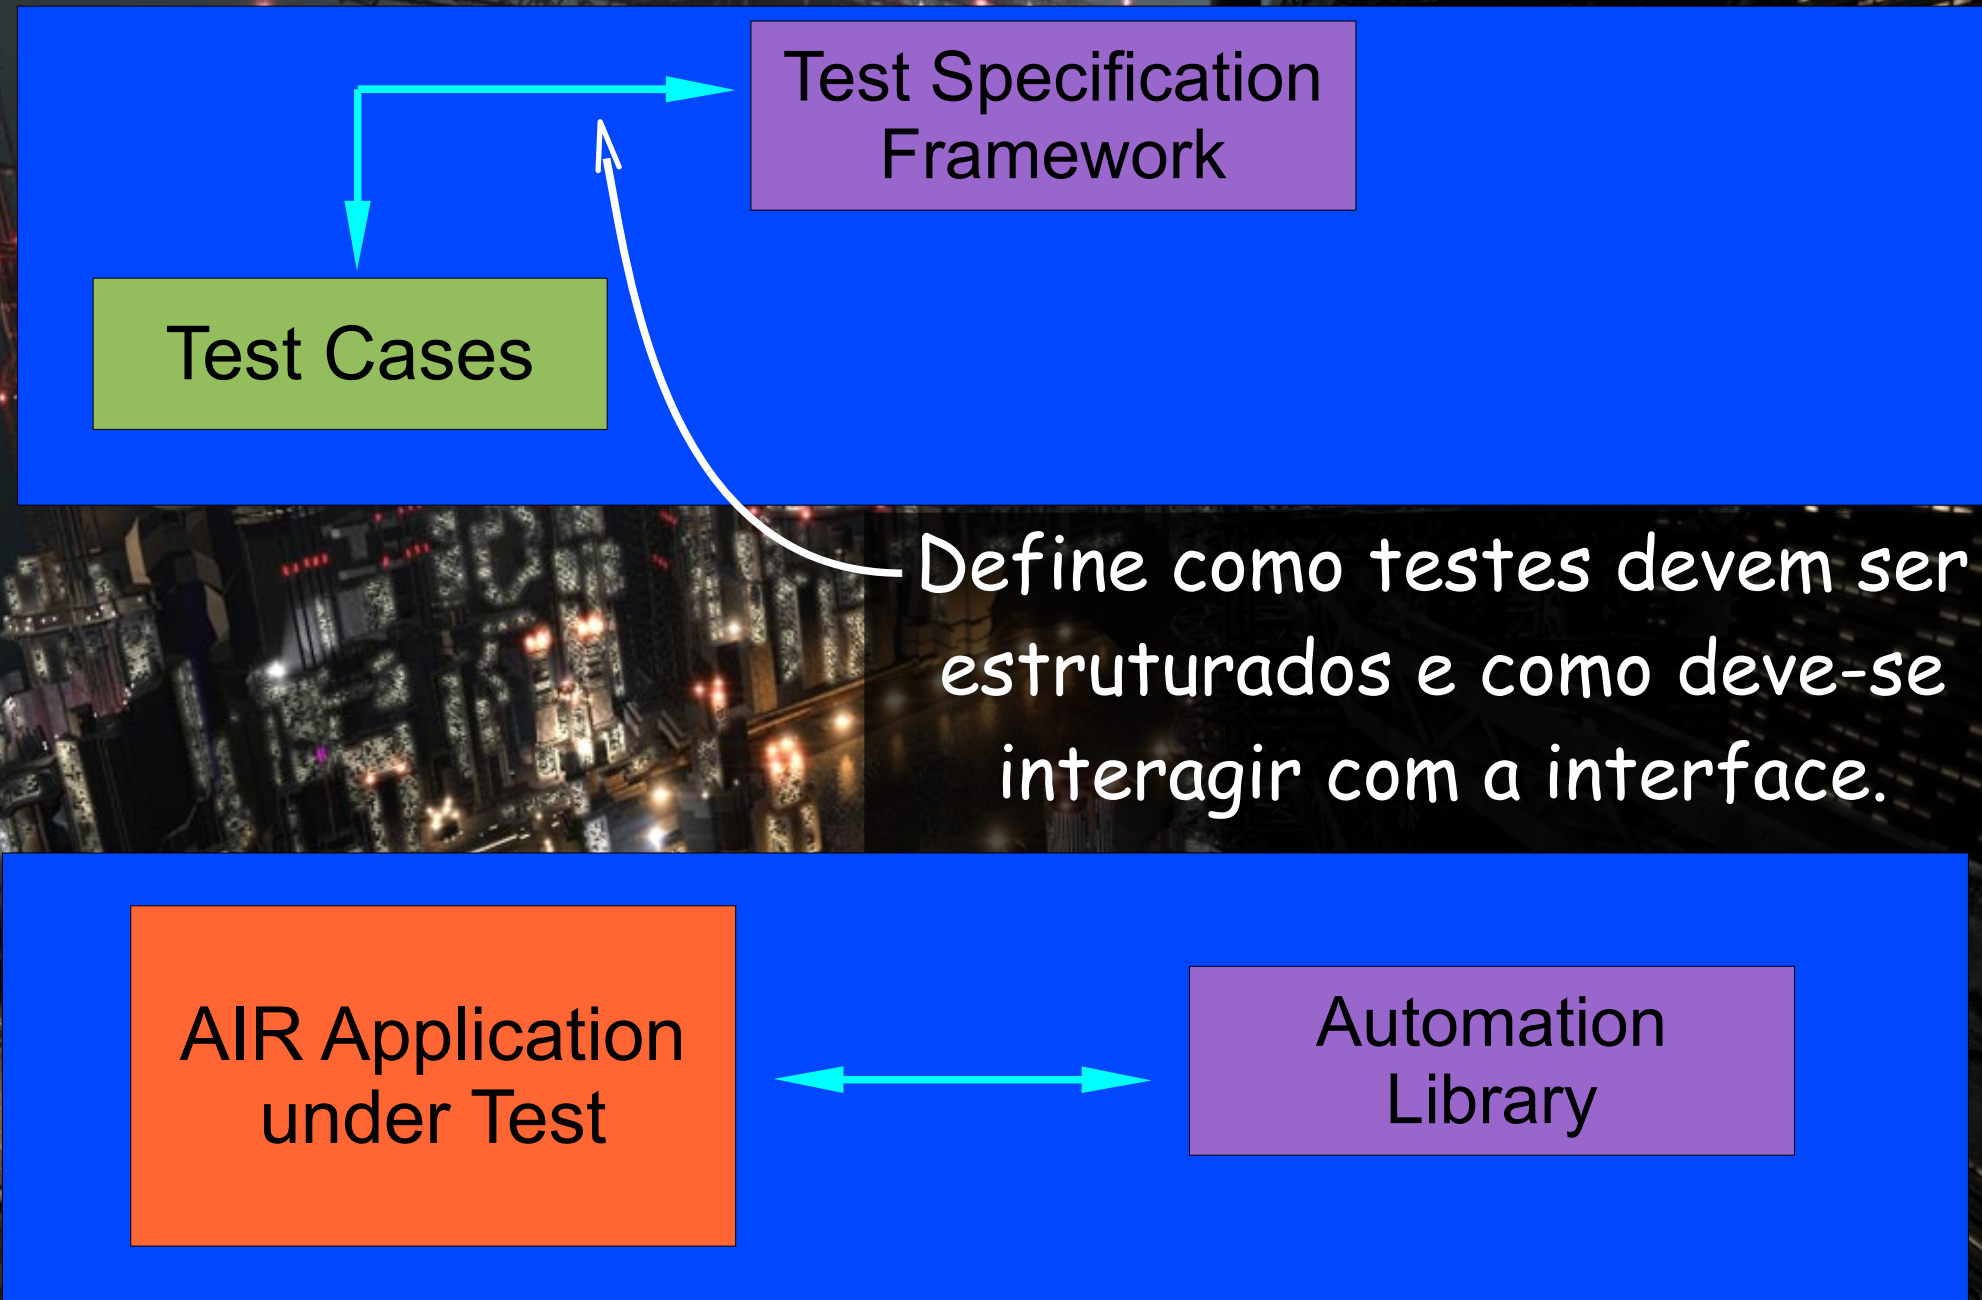 Test Specification
Framework
Test Cases
Define como testes devem ser
estruturados e como deve-se
interagir com a interface.
AIR Application
under Test
Automation
Library